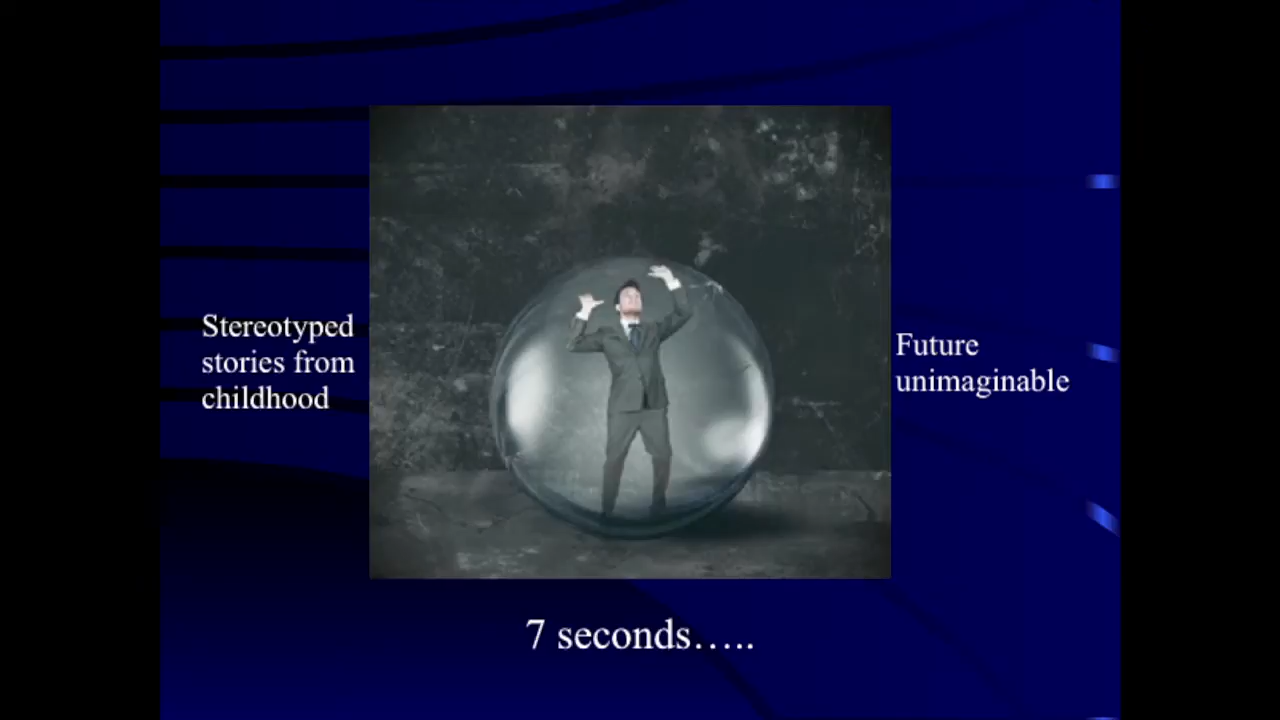 Stereotyped
stories from
childhood
Future
unimaginable
7 seconds…..